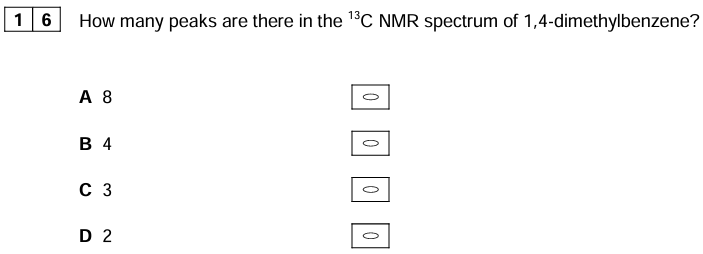 1 6 How many peaks are there in the ¹³C NMR spectrum of 1,4-dimethylbenzene?
A 8
B 4
C 3
D 2